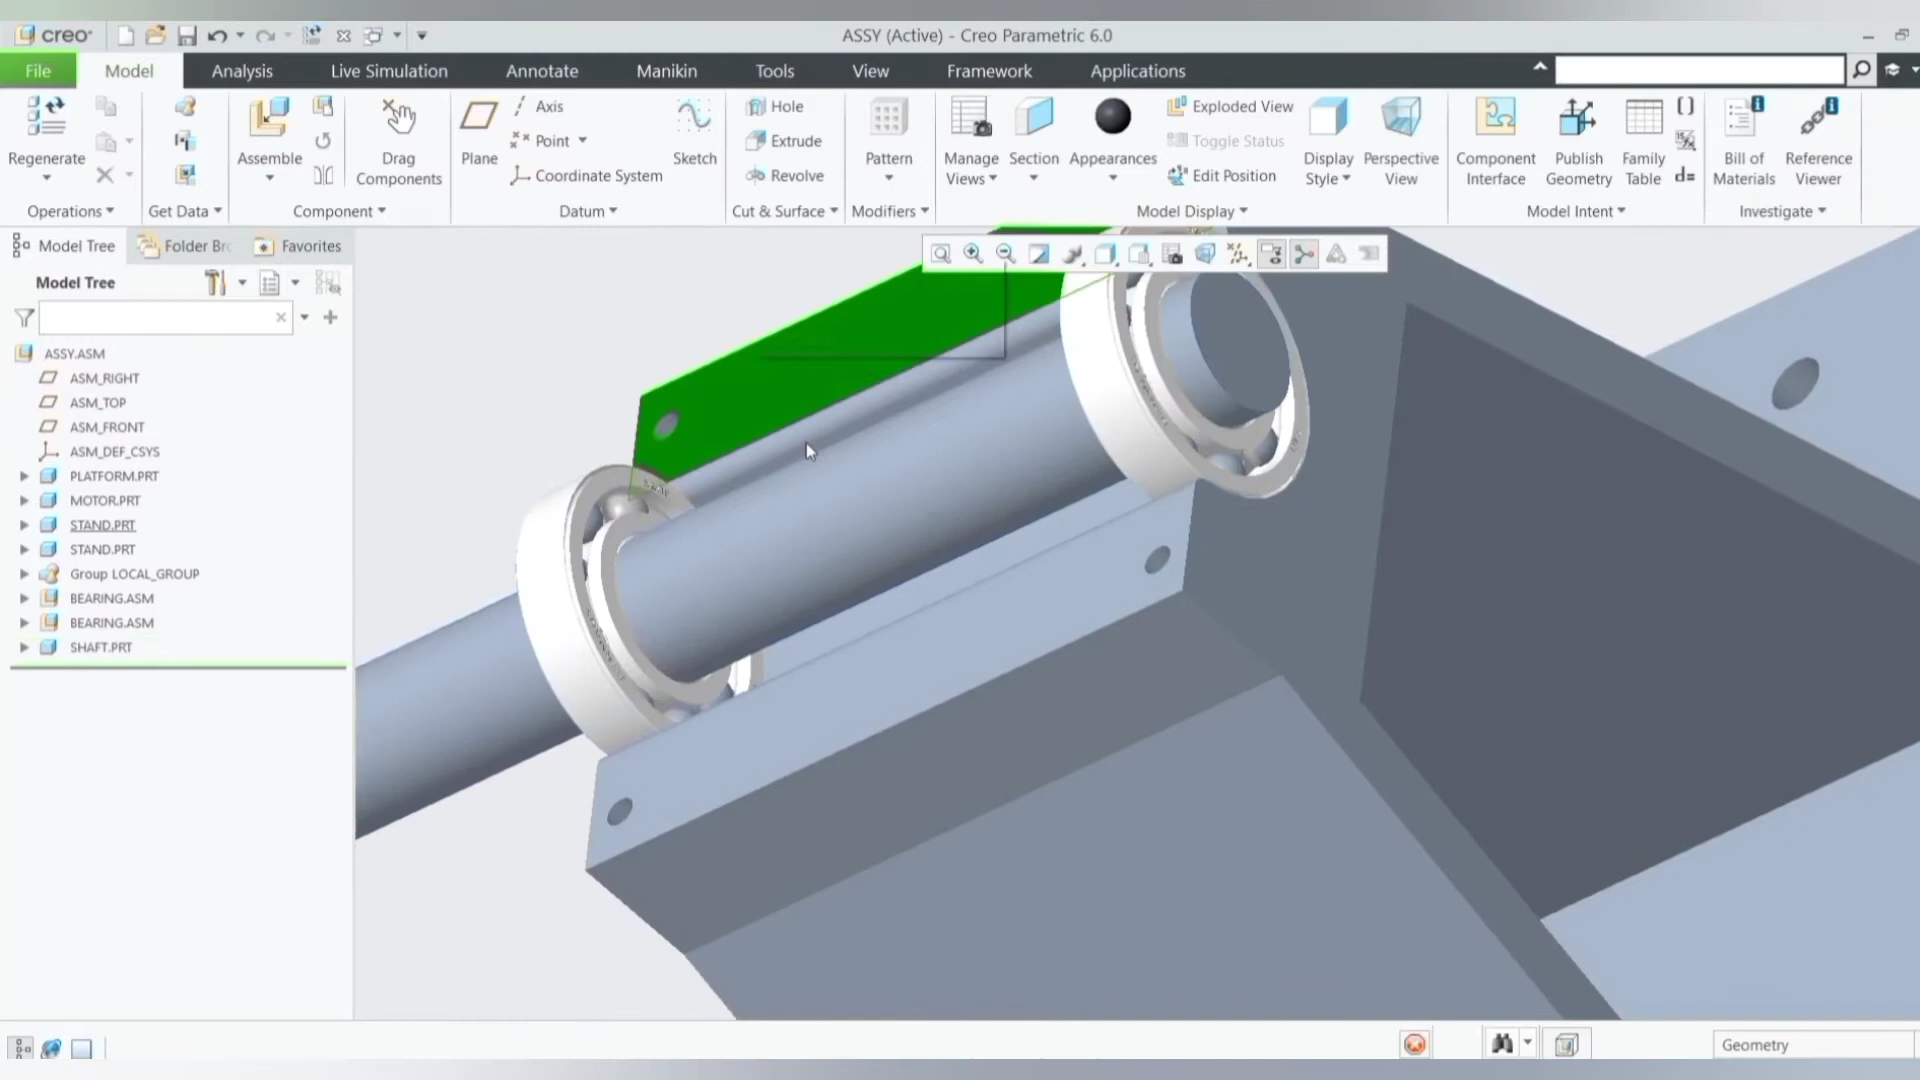 creo
ASSY (Active) - Creo Parametric 6.0
File
Model
Analysis
Live Simulation
Annotate
Manikin
Tools
View
Framework
Applications
Regenerate
Operations
Get Data
Assemble
Drag
Components
Component
Plane
Axis
Point
Coordinate System
Sketch
Datum
Hole
Extrude
Revolve
Cut & Surface
Pattern
Modifiers
Manage
Views
Section
Appearances
Exploded View
Toggle Status
Edit Position
Display
Style
Perspective
View
Model Display
Component
Interface
Publish
Geometry
Family
Table
d=
Model Intent
Bill of
Materials
Reference
Viewer
Investigate
Model Tree
Folder Br
Favorites
Model Tree
ASSY.ASM
ASM_RIGHT
ASM_TOP
ASM_FRONT
ASM_DEF_CSYS
PLATFORM.PRT
MOTOR.PRT
STAND.PRT
STAND.PRT
Group LOCAL_GROUP
BEARING.ASM
BEARING.ASM
SHAFT.PRT
Geometry